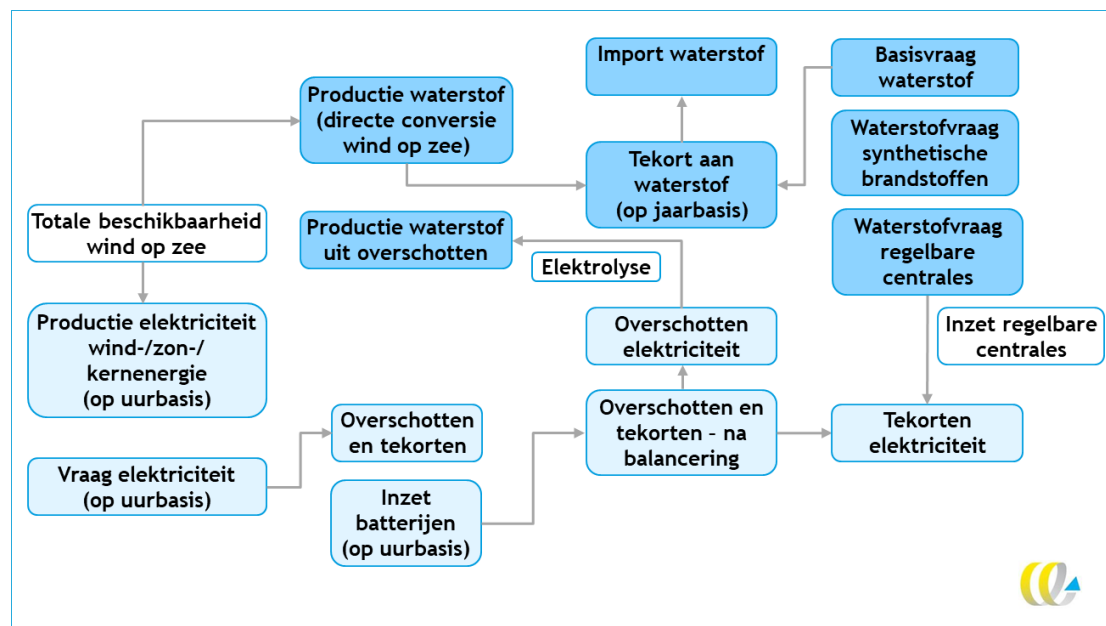 Import waterstof
Basisvraag
waterstof
Productie waterstof
(directe conversie
wind op zee)
Waterstofvraag
synthetische
brandstoffen
Tekort aan
waterstof
(op jaarbasis)
Totale beschikbaarheid
wind op zee
Productie waterstof
uit overschotten
Elektrolyse
Waterstofvraag
regelbare
centrales
Productie elektriciteit
wind-/zon-/
kernenergie
(op uurbasis)
Overschotten
elektriciteit
Inzet regelbare
centrales
Overschotten
en tekorten
Overschotten en
tekorten – na
balancering
Tekorten
elektriciteit
Vraag elektriciteit
(op uurbasis)
Inzet
batterijen
(op uurbasis)